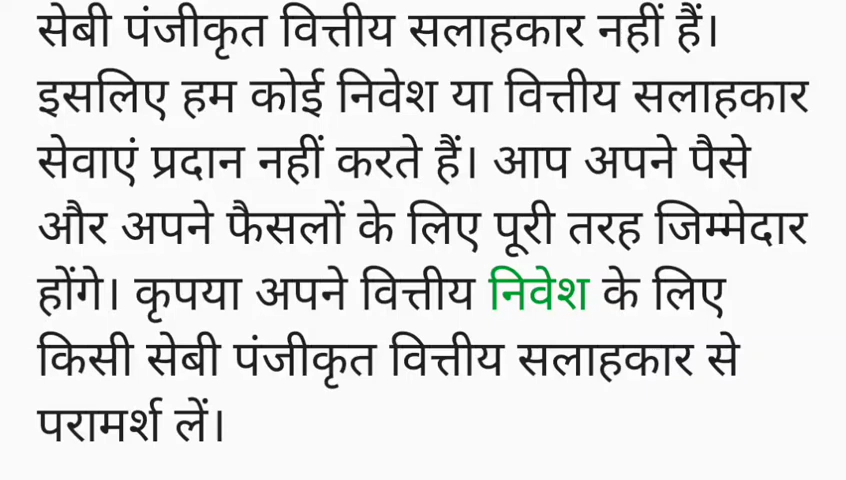 सेबी पंजीकृत वित्तीय सलाहकार नहीं हैं।
इसलिए हम कोई निवेश या वित्तीय सलाहकार
सेवाएं प्रदान नहीं करते हैं। आप अपने पैसे
और अपने फैसलों के लिए पूरी तरह जिम्मेदार
होंगे। कृपया अपने वित्तीय निवेश के लिए
किसी सेबी पंजीकृत वित्तीय सलाहकार से
परामर्श लें।